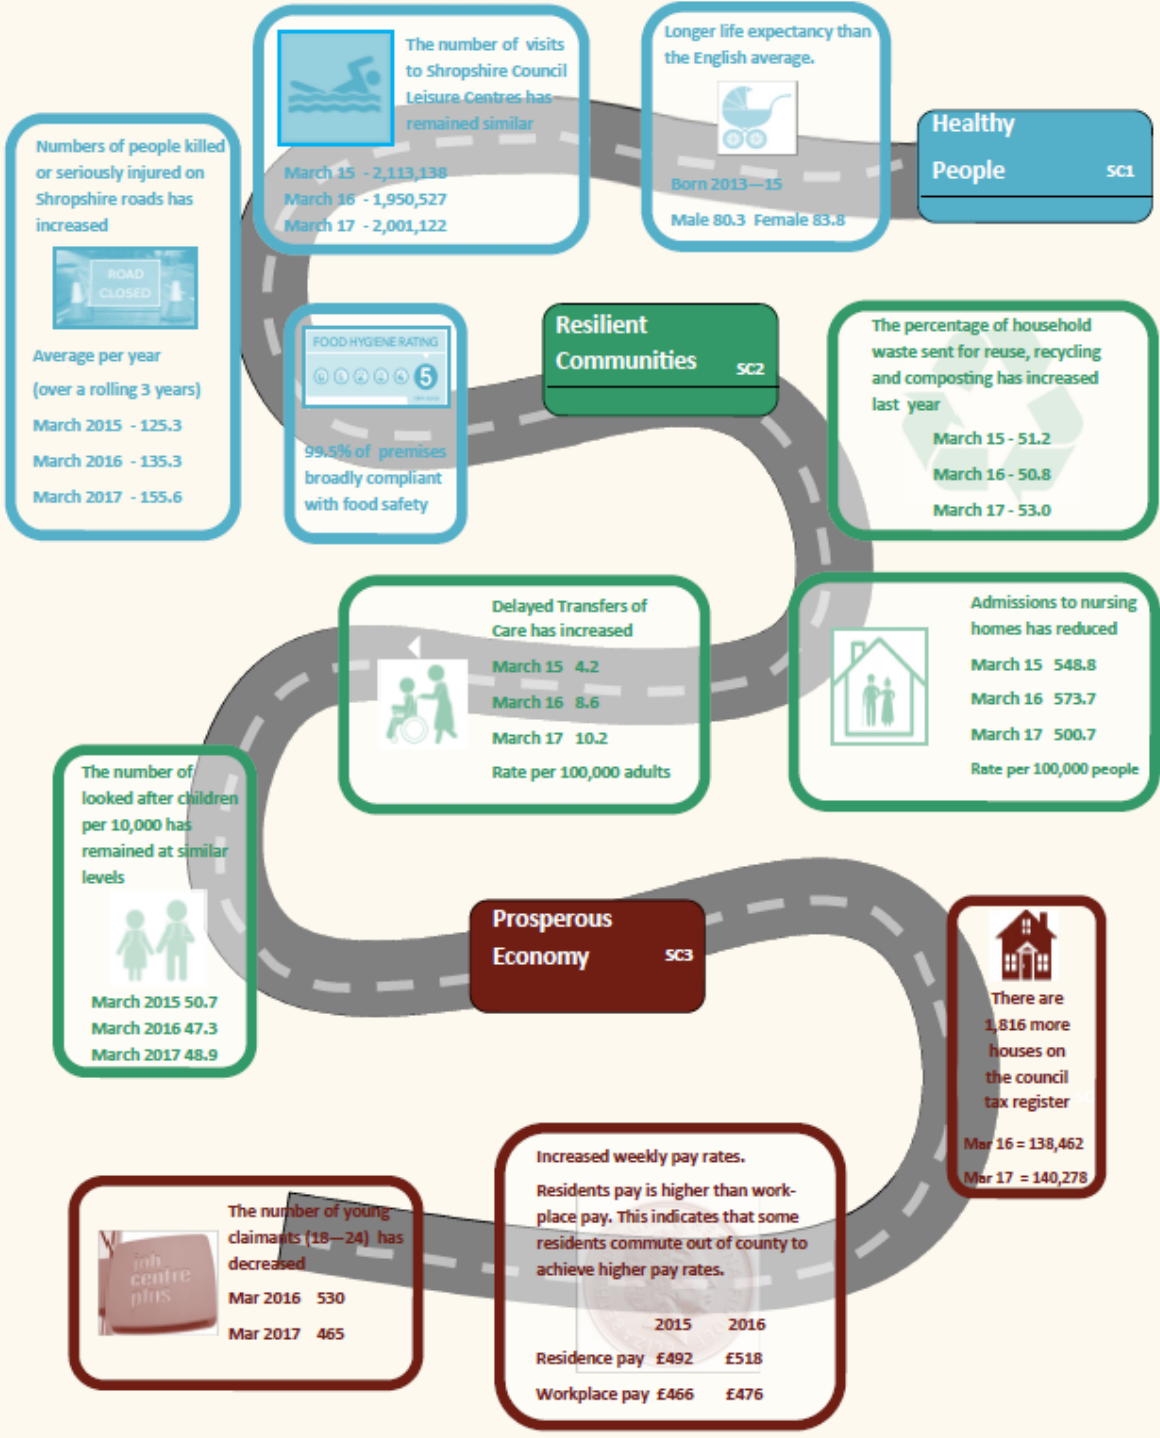 Healthy
People SC1
Longer life expectancy than
the English average.
Born 2013—15
Male 80.3 Female 83.8
The number of visits
to Shropshire Council
Leisure Centres has
remained similar
March 15 - 2,113,138
March 16 - 1,950,527
March 17 - 2,001,122
Numbers of people killed
or seriously injured on
Shropshire roads has
increased
ROAD
CLOSED
Average per year
(over a rolling 3 years)
March 2015 - 125.3
March 2016 - 135.3
March 2017 - 155.6
FOOD HYGIENE RATING
0 1 2 3 4 5
99.5% of premises
broadly compliant
with food safety
Resilient
Communities SC2
The percentage of household
waste sent for reuse, recycling
and composting has increased
last year
March 15 - 51.2
March 16 - 50.8
March 17 - 53.0
Admissions to nursing
homes has reduced
March 15 548.8
March 16 573.7
March 17 500.7
Rate per 100,000 people
Delayed Transfers of
Care has increased
March 15 4.2
March 16 8.6
March 17 10.2
Rate per 100,000 adults
The number of
looked after children
per 10,000 has
remained at similar
levels
March 2015 50.7
March 2016 47.3
March 2017 48.9
Prosperous
Economy SC3
There are
1,816 more
houses on
the council
tax register
Mar 16 = 138,462
Mar 17 = 140,278
Increased weekly pay rates.
Residents pay is higher than work-
place pay. This indicates that some
residents commute out of county to
achieve higher pay rates.
2015 2016
Residence pay £492 £518
Workplace pay £466 £476
The number of young
claimants (18—24) has
decreased
job
centre
plus
Mar 2016 530
Mar 2017 465